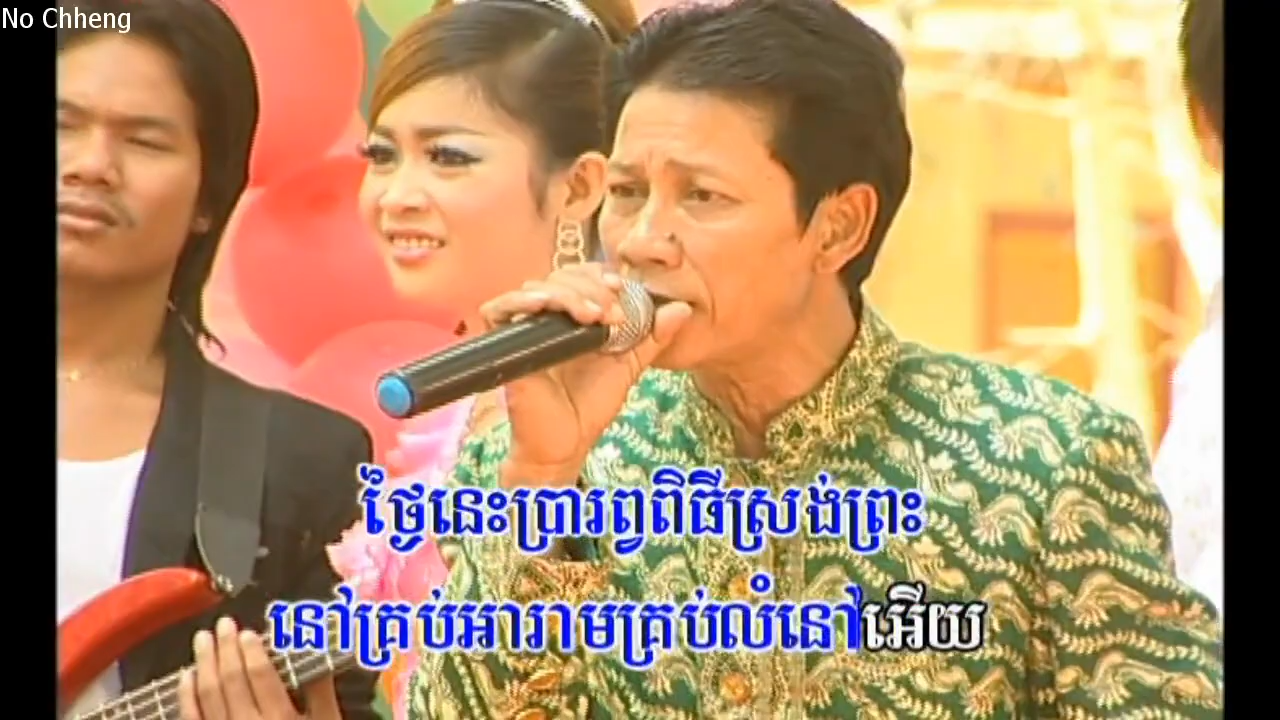 No Chheng
ថ្ងៃនេះប្រារព្វពិធីស្រង់ព្រះ
នៅគ្រប់អារាមគ្រប់លំនៅអើយ